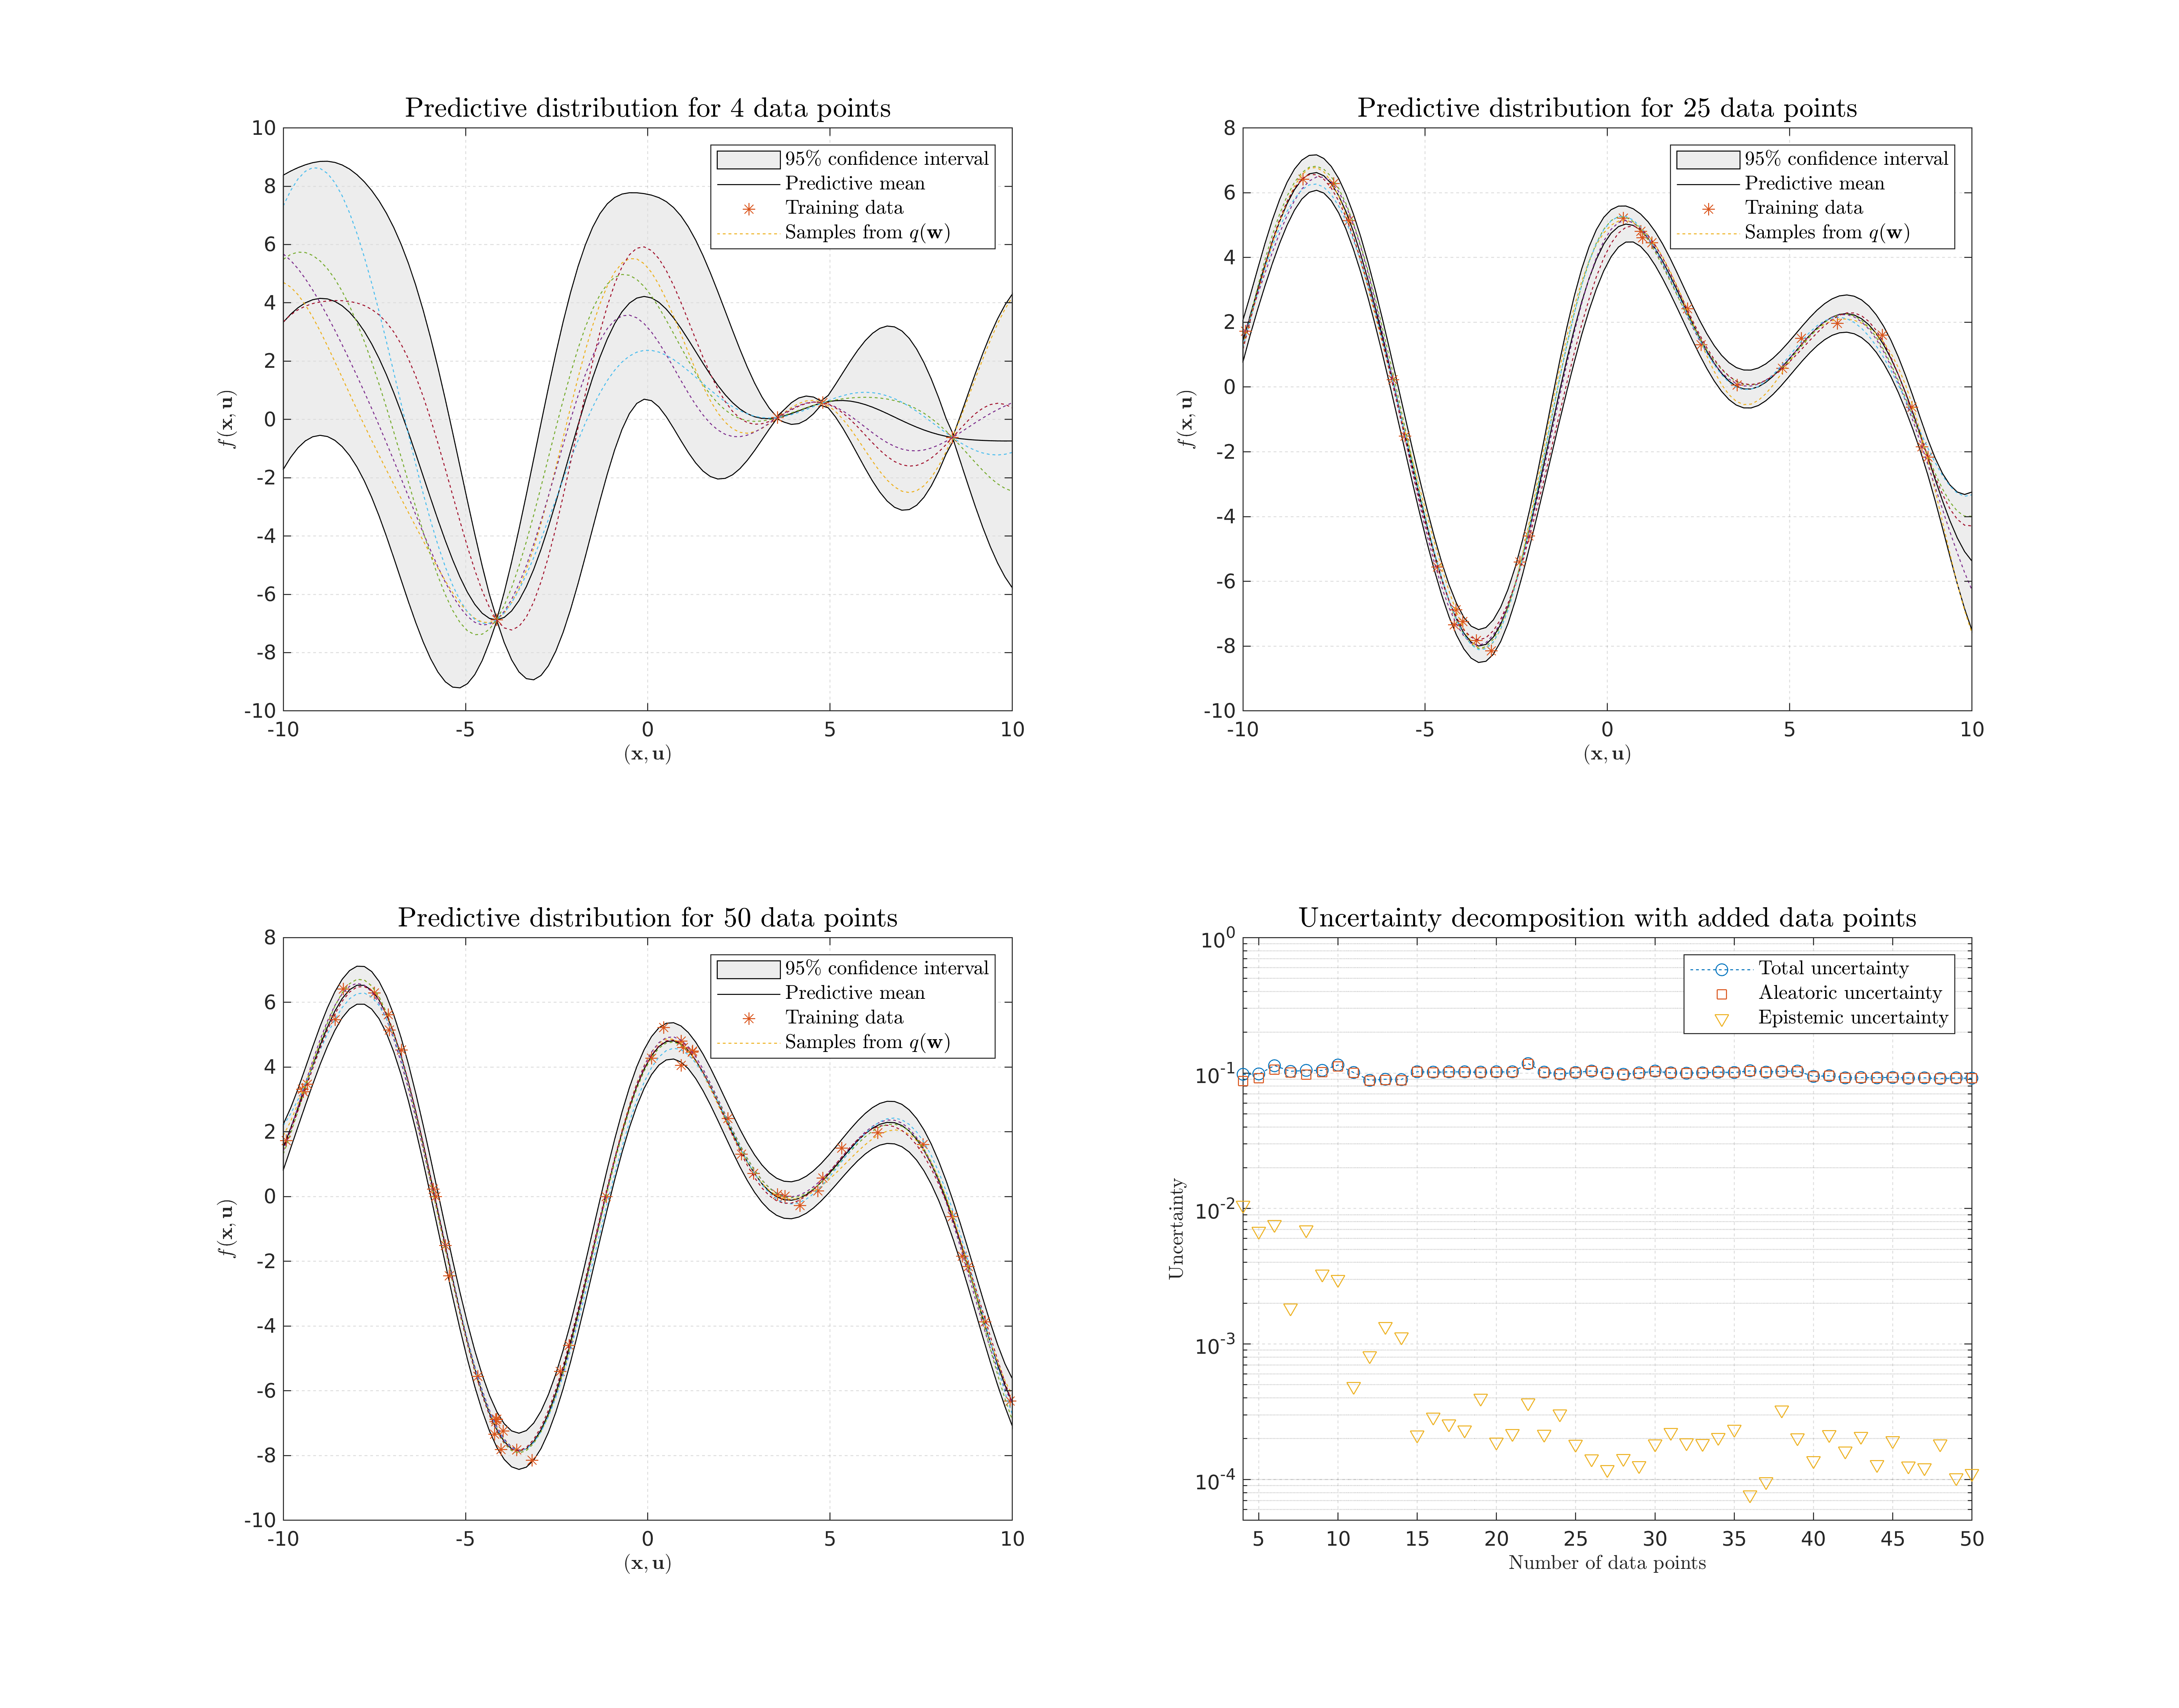 Predictive distribution for 4 data points
10
8
6
4
2
0
-2
-4
-6
-8
-10
f(x, u)
-10 -5 0 5 10
(x, u)
95% confidence interval
Predictive mean
Training data
Samples from q(w)
Predictive distribution for 25 data points
8
6
4
2
0
-2
-4
-6
-8
-10
f(x, u)
-10 -5 0 5 10
(x, u)
95% confidence interval
Predictive mean
Training data
Samples from q(w)
Predictive distribution for 50 data points
8
6
4
2
0
-2
-4
-6
-8
-10
f(x, u)
-10 -5 0 5 10
(x, u)
95% confidence interval
Predictive mean
Training data
Samples from q(w)
Uncertainty decomposition with added data points
10^0
10^-1
10^-2
10^-3
10^-4
Uncertainty
5 10 15 20 25 30 35 40 45 50
Number of data points
Total uncertainty
Aleatoric uncertainty
Epistemic uncertainty